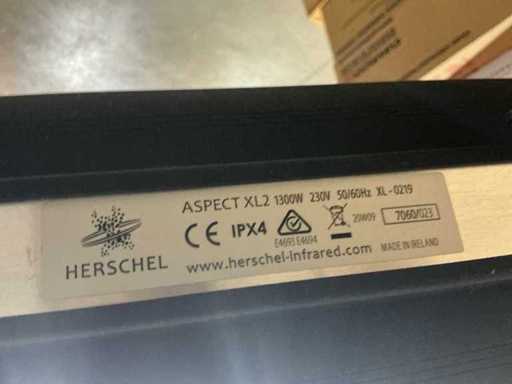 ASPECT XL2 1300W 230V 50/60Hz XL-0219
CE IPX4 E4693 E4694 20W09 7060/023
HERSCHEL
www.herschel-infrared.com MADE IN IRELAND